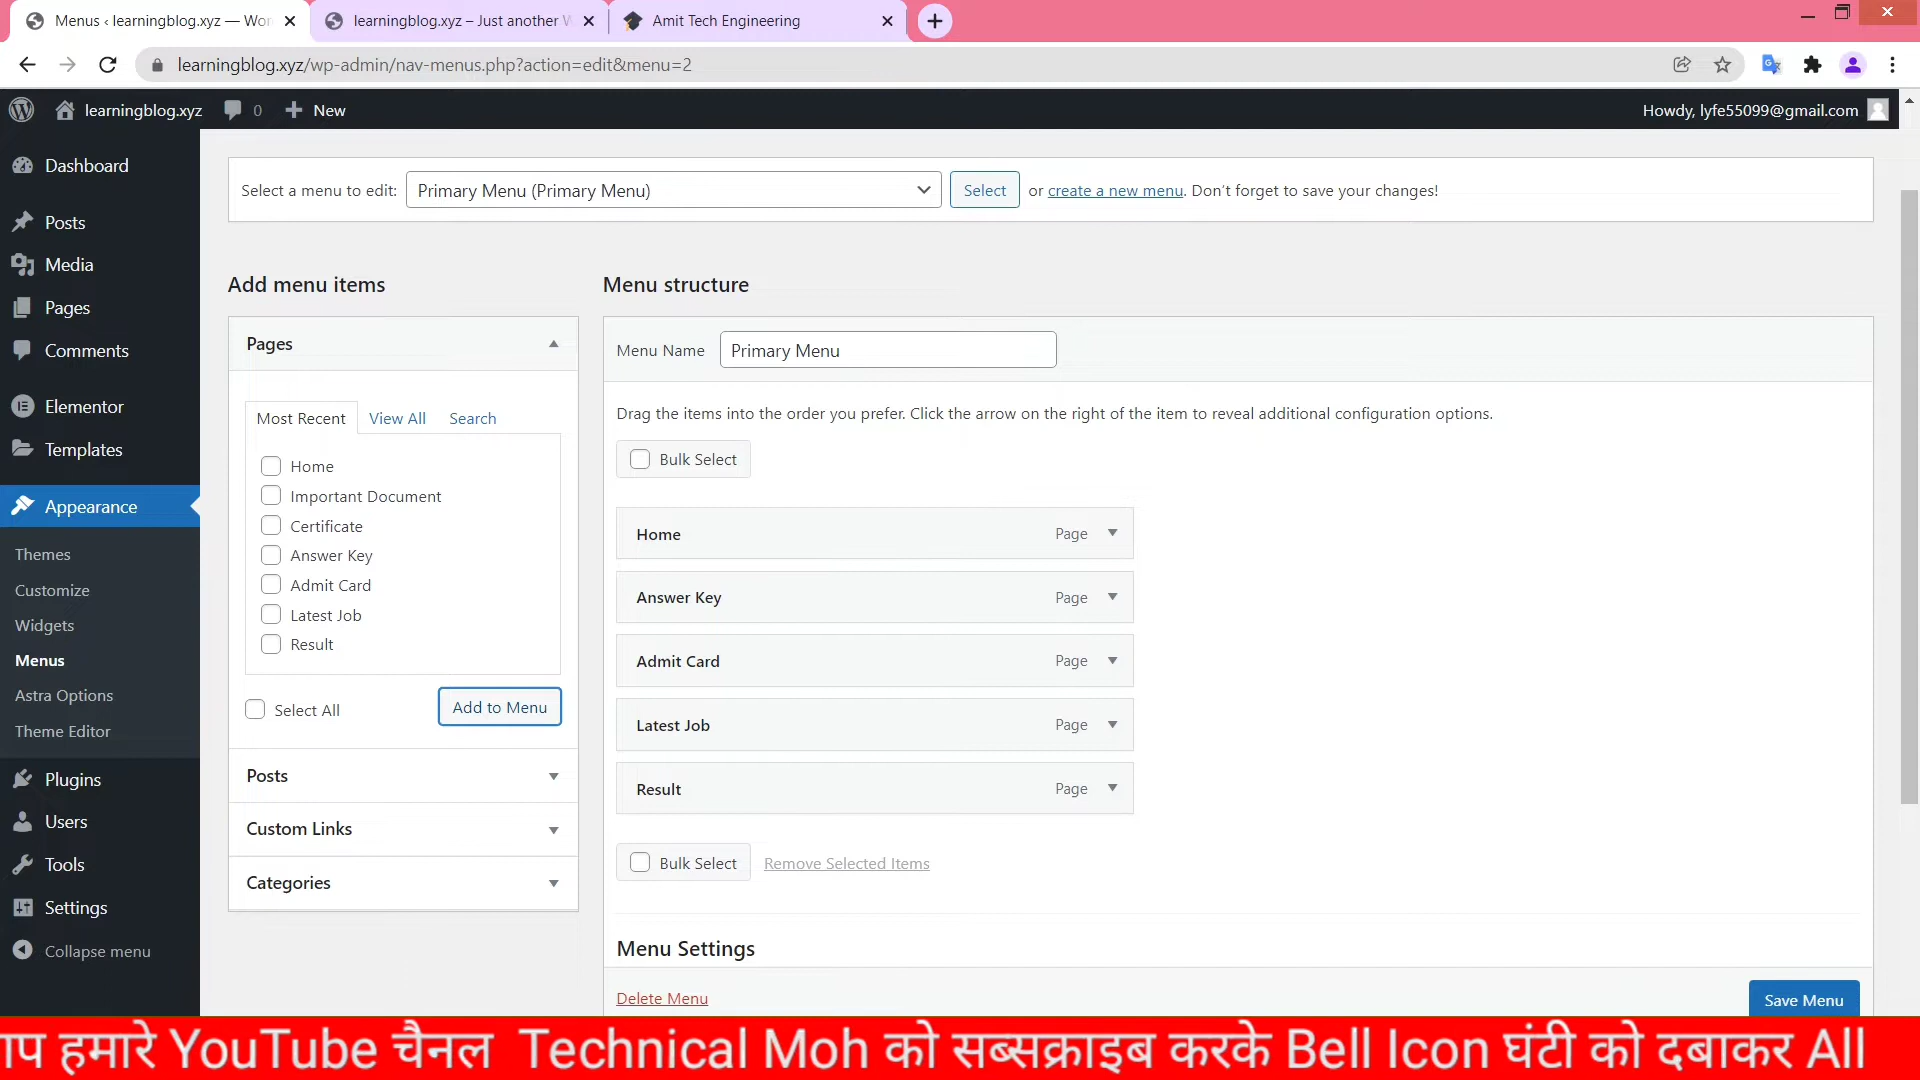 Menus ‹ learningblog.xyz — Wor
learningblog.xyz – Just another W
Amit Tech Engineering
learningblog.xyz/wp-admin/nav-menus.php?action=edit&menu=2
learningblog.xyz
0
New
Howdy, lyfe55099@gmail.com
Dashboard
Posts
Media
Pages
Comments
Elementor
Templates
Appearance
Themes
Customize
Widgets
Menus
Astra Options
Theme Editor
Plugins
Users
Tools
Settings
Collapse menu
Select a menu to edit: Primary Menu (Primary Menu) Select or create a new menu. Don’t forget to save your changes!
Add menu items
Pages
Most Recent View All Search
Home
Important Document
Certificate
Answer Key
Admit Card
Latest Job
Result
Select All Add to Menu
Posts
Custom Links
Categories
Menu structure
Menu Name Primary Menu
Drag the items into the order you prefer. Click the arrow on the right of the item to reveal additional configuration options.
Bulk Select
Home Page
Answer Key Page
Admit Card Page
Latest Job Page
Result Page
Bulk Select Remove Selected Items
Menu Settings
Delete Menu Save Menu
हमारे YouTube चैनल Technical Moh को सब्सक्राइब करके Bell Icon घंटी को दबाकर All